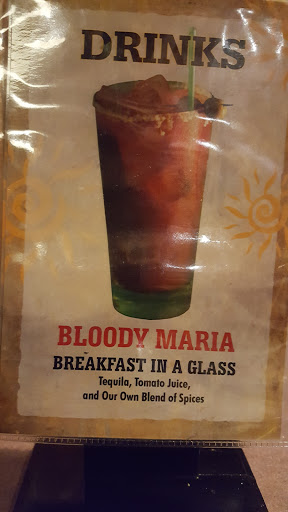 DRINKS
BLOODY MARIA
BREAKFAST IN A GLASS
Tequila, Tomato Juice,
and Our Own Blend of Spices